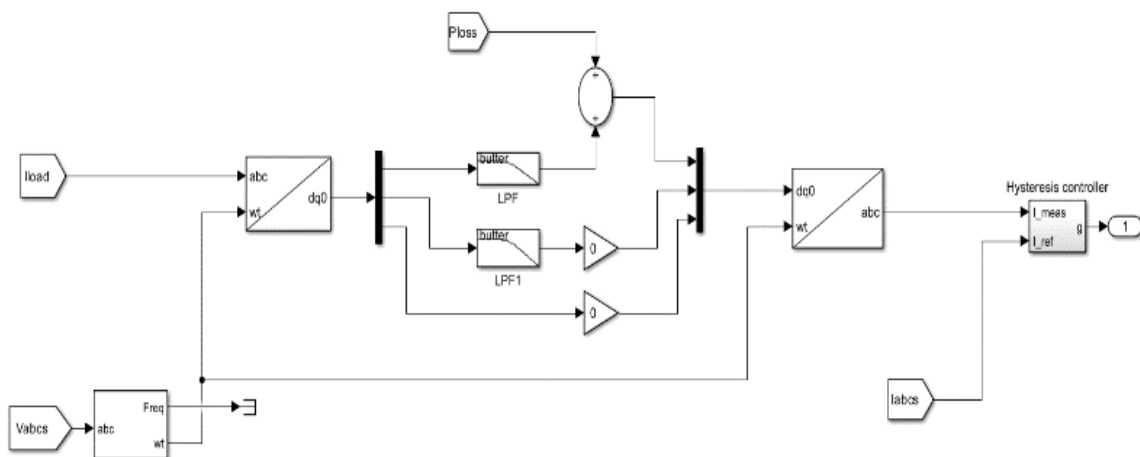 Ploss
+
+
Iload
abc
dq0
wt
butter
LPF
butter
LPF1
0
0
dq0
abc
wt
Hysteresis controller
I_meas
g
I_ref
1
Iabcs
Vabcs
Freq
abc
wt